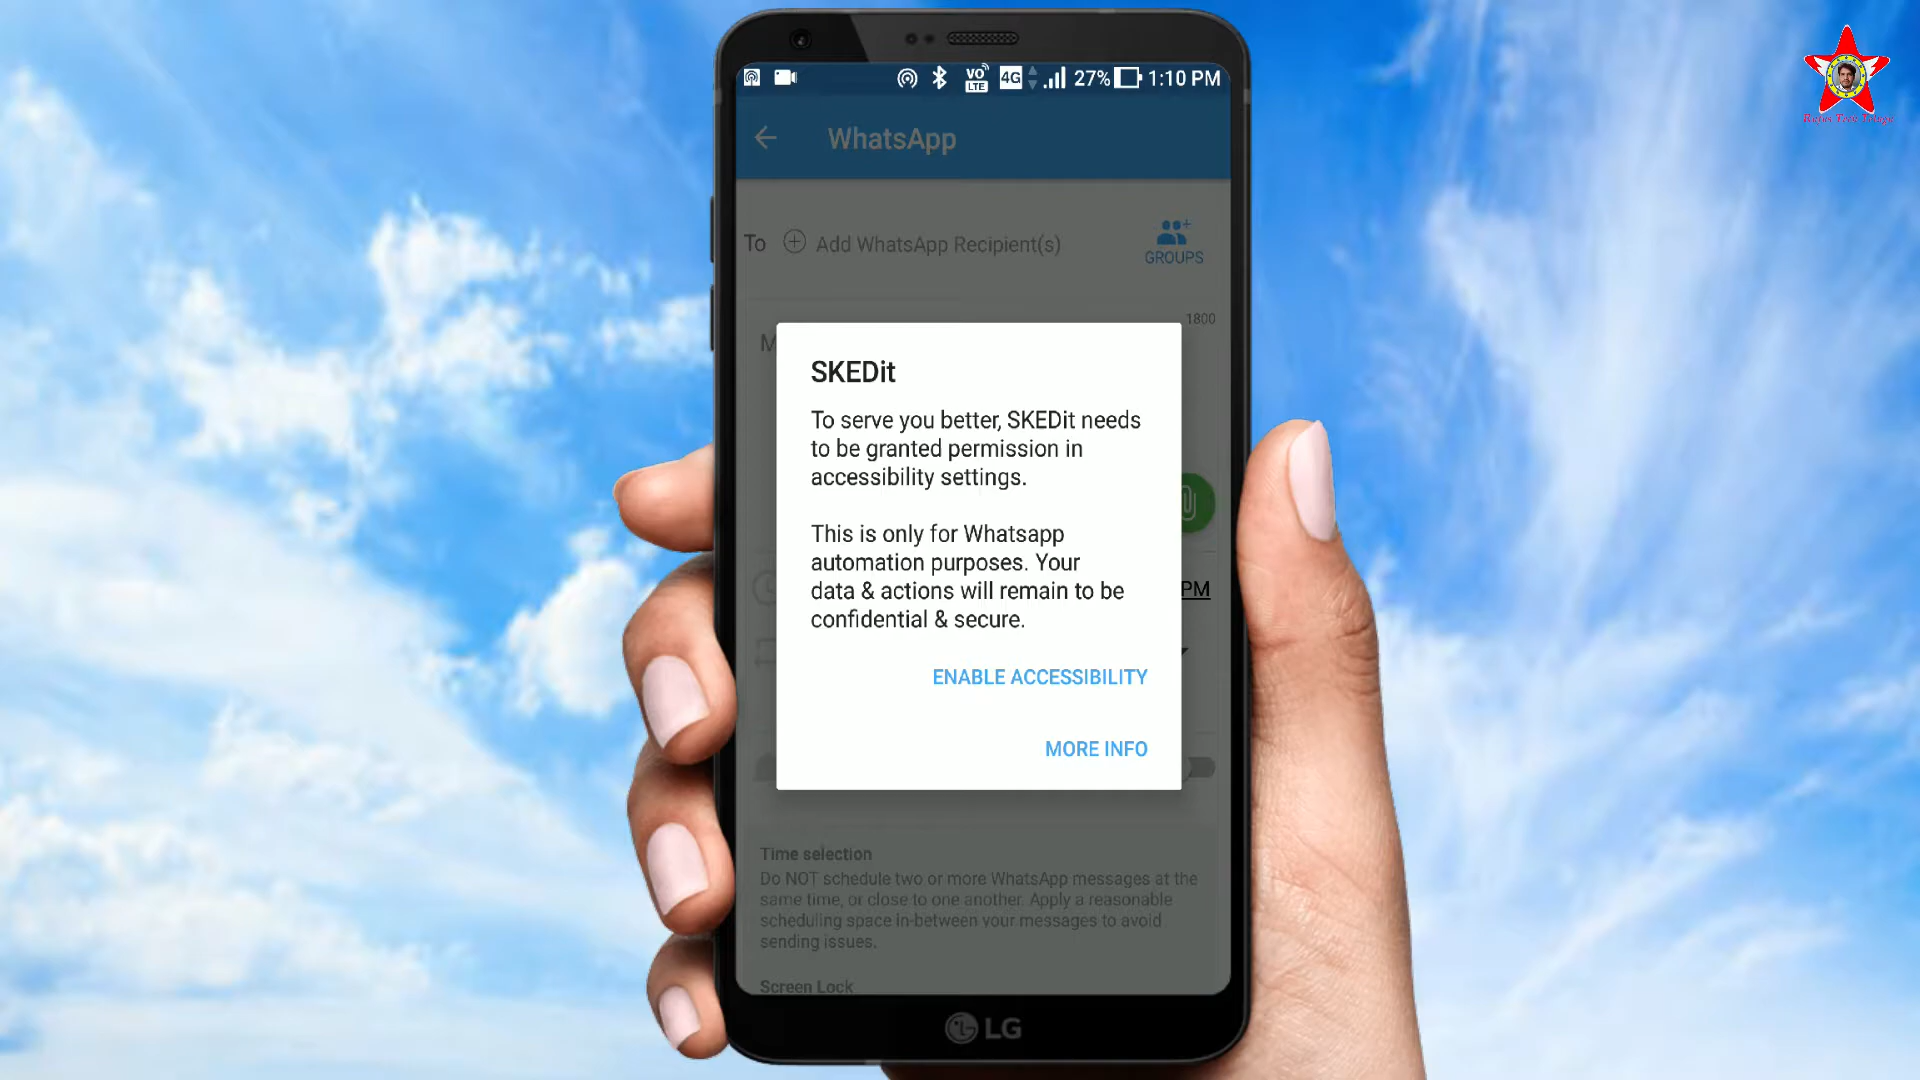 VO LTE 4G 27% 1:10 PM
WhatsApp
To Add WhatsApp Recipient(s)
GROUPS
1800
M
SKEDit
To serve you better, SKEDit needs
to be granted permission in
accessibility settings.
This is only for Whatsapp
automation purposes. Your
data & actions will remain to be
confidential & secure.
PM
ENABLE ACCESSIBILITY
MORE INFO
Time selection
Do NOT schedule two or more WhatsApp messages at the
same time, or close to one another. Apply a reasonable
scheduling space in-between your messages to avoid
sending issues.
Screen Lock
LG